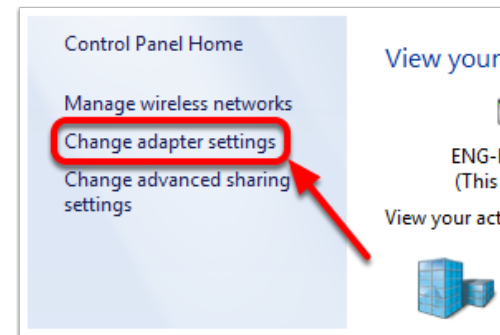 Control Panel Home
Manage wireless networks
Change adapter settings
Change advanced sharing
settings
View your
ENG-
(This
View your act